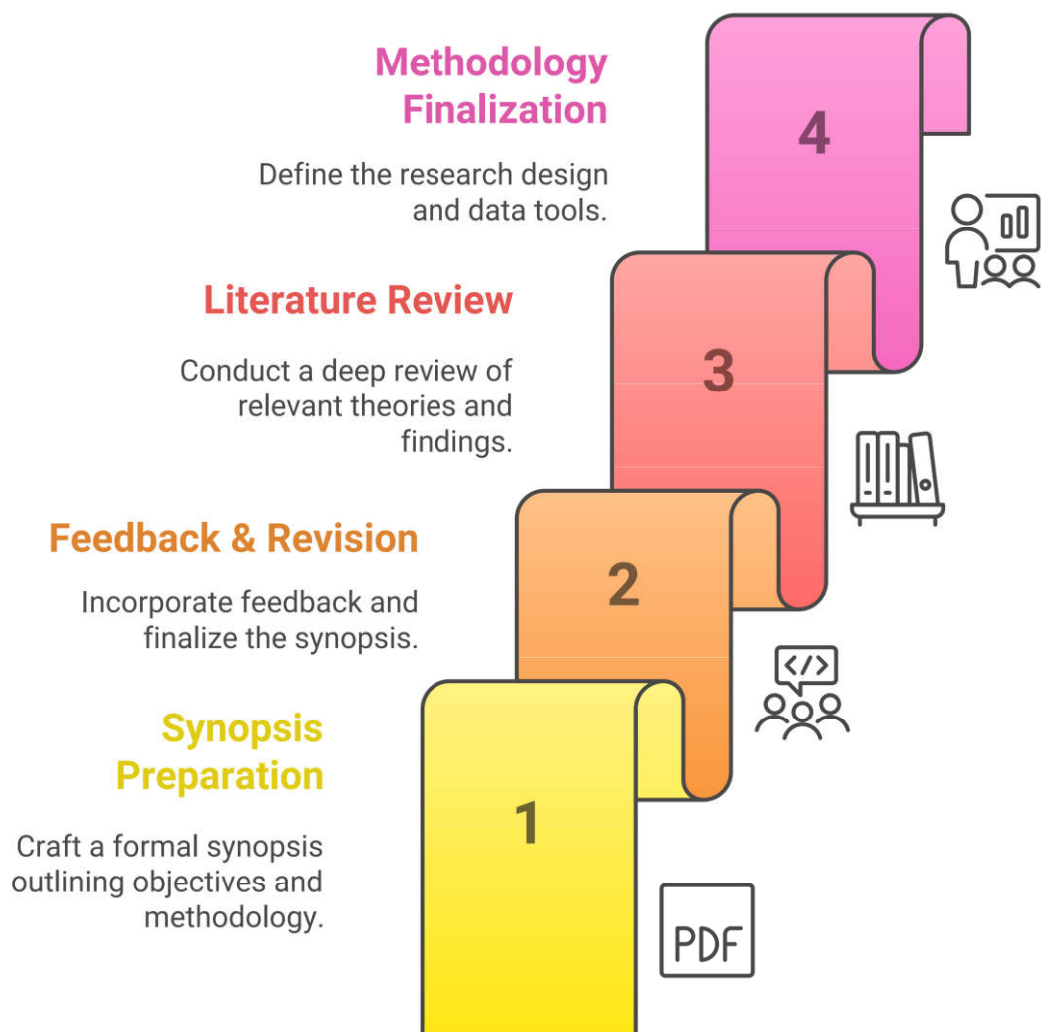 Methodology
Finalization
4
Define the research design
and data tools.
Literature Review
3
Conduct a deep review of
relevant theories and
findings.
Feedback & Revision
2
Incorporate feedback and
finalize the synopsis.
</>
Synopsis
Preparation
1
Craft a formal synopsis
outlining objectives and
methodology.
PDF